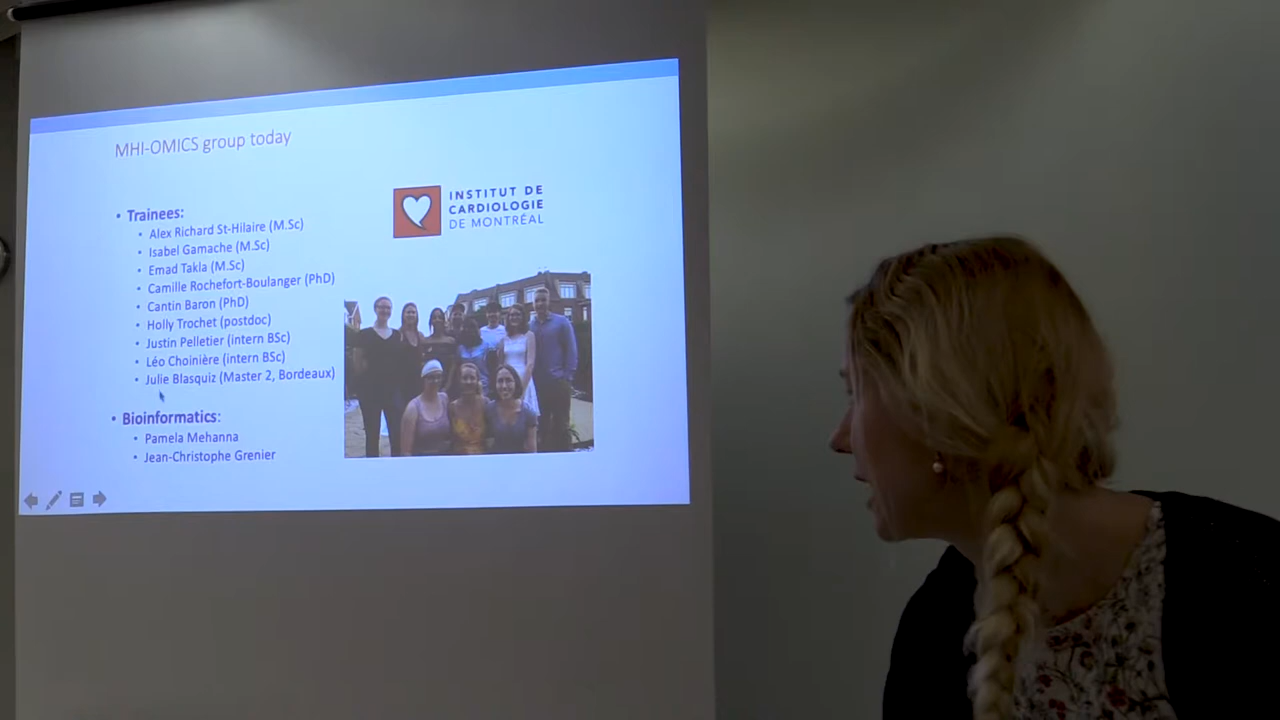 MHI-OMICS group today
• Trainees:
• Alex Richard St-Hilaire (M.Sc)
• Isabel Gamache (M.Sc)
• Emad Takla (M.Sc)
• Camille Rochefort-Boulanger (PhD)
• Cantin Baron (PhD)
• Holly Trochet (postdoc)
• Justin Pelletier (intern BSc)
• Léo Choinière (intern BSc)
• Julie Blasquiz (Master 2, Bordeaux)
• Bioinformatics:
• Pamela Mehanna
• Jean-Christophe Grenier
INSTITUT DE
CARDIOLOGIE
DE MONTRÉAL